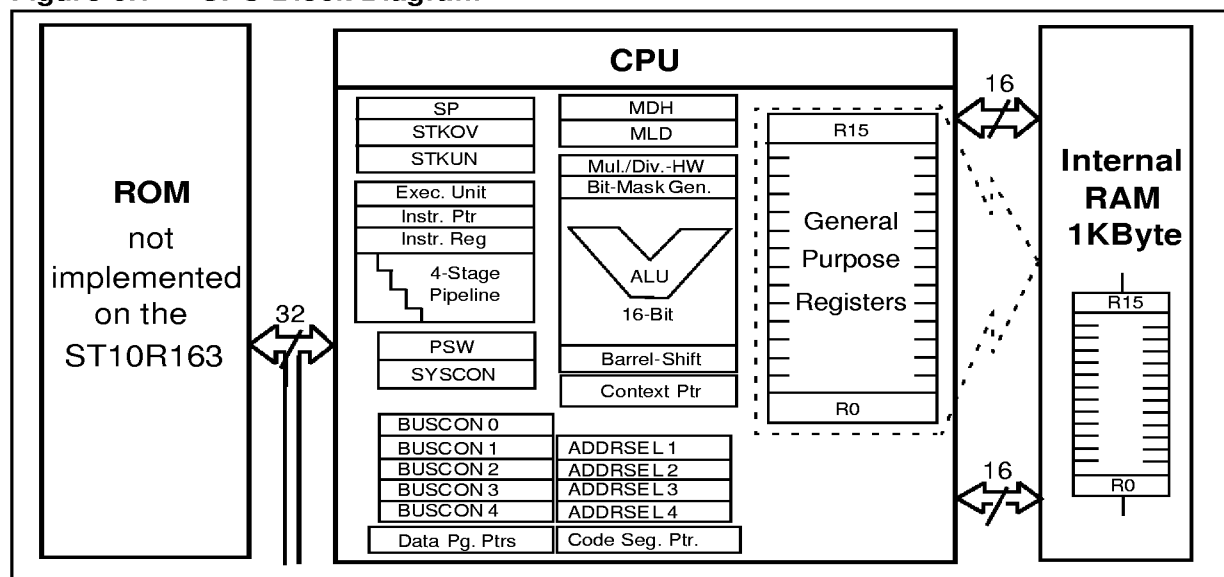 CPU
ROM
not
implemented
on the
ST10R163
32
SP
STKOV
STKUN
Exec. Unit
Instr. Ptr
Instr. Reg
4-Stage
Pipeline
PSW
SYSCON
BUSCON 0
BUSCON 1
BUSCON 2
BUSCON 3
BUSCON 4
Data Pg. Ptrs
MDH
MLD
Mul./Div.-HW
Bit-Mask Gen.
ALU
16-Bit
Barrel-Shift
Context Ptr
ADDRSEL 1
ADDRSEL 2
ADDRSEL 3
ADDRSEL 4
Code Seg. Ptr.
R15
General
Purpose
Registers
R0
16
16
Internal
RAM
1KByte
R15
R0